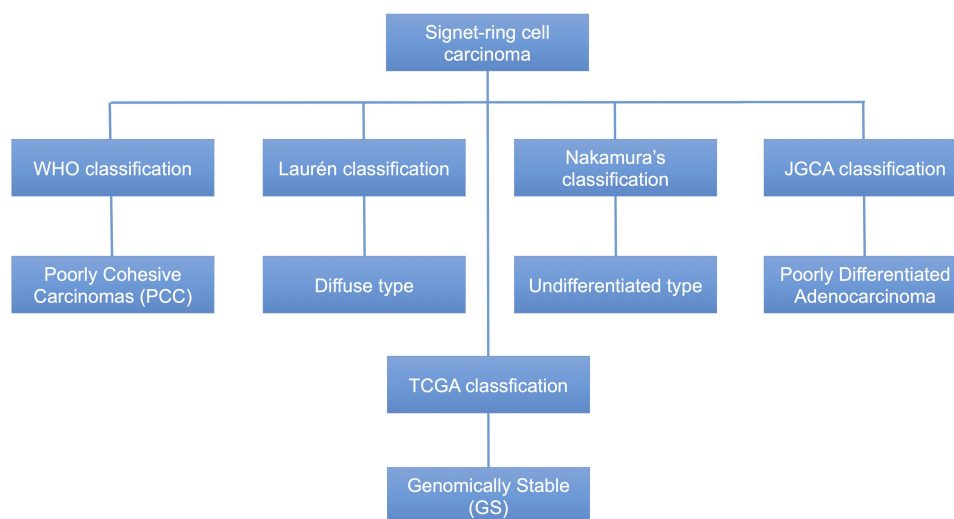 Signet-ring cell
carcinoma
WHO classification
Laurén classification
Nakamura's
classification
JGCA classification
Poorly Cohesive
Carcinomas (PCC)
Diffuse type
Undifferentiated type
Poorly Differentiated
Adenocarcinoma
TCGA classfication
Genomically Stable
(GS)